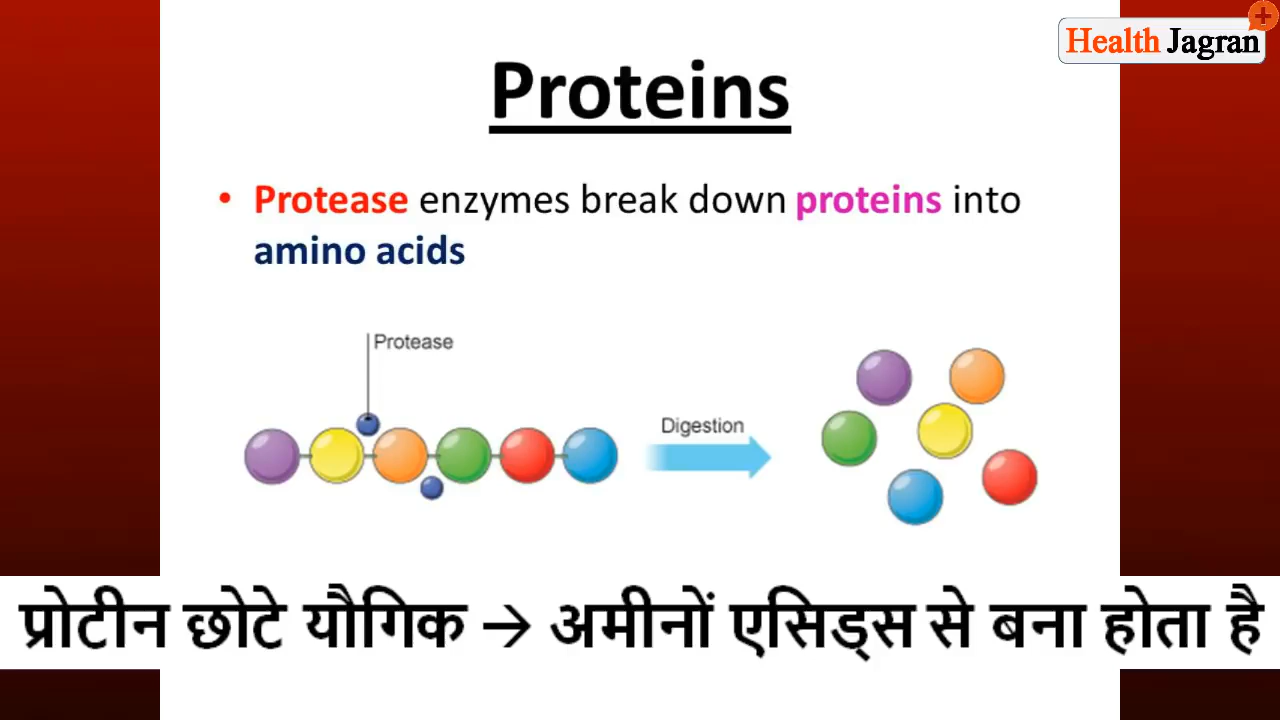 Health Jagran
Proteins
• Protease enzymes break down proteins into
amino acids
Protease
Digestion
प्रोटीन छोटे यौगिक → अमीनों एसिड्स से बना होता है